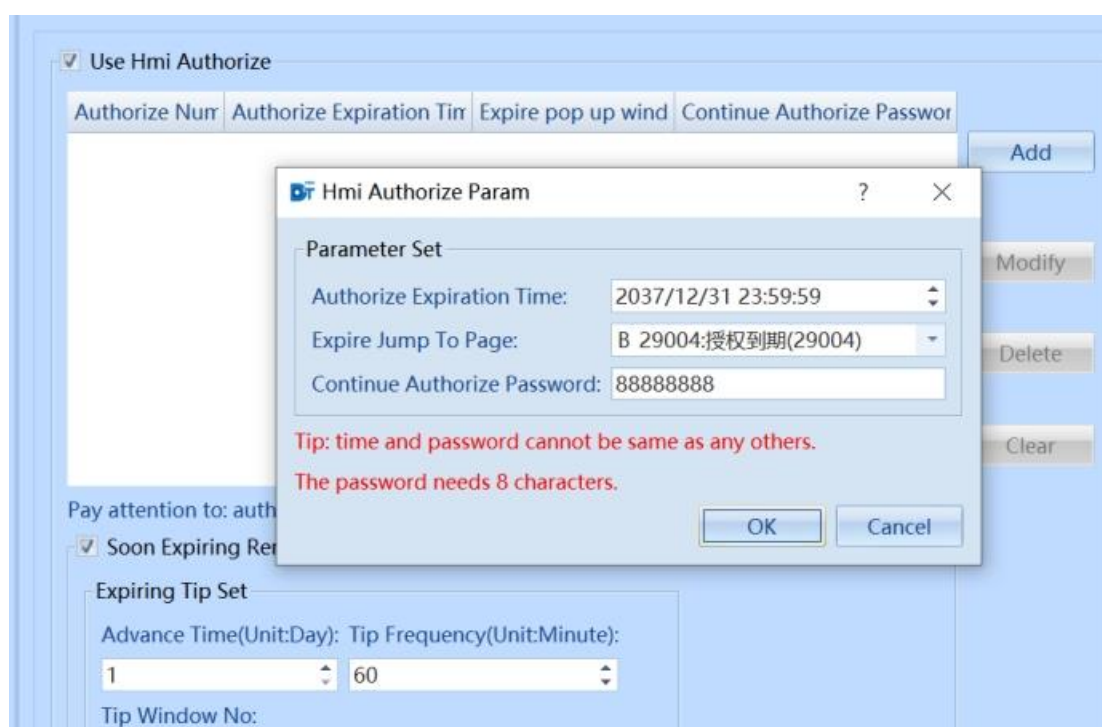 Use Hmi Authorize
Authorize Num Authorize Expiration Tim Expire pop up wind Continue Authorize Passwor
Add
Hmi Authorize Param
Parameter Set
Modify
Authorize Expiration Time: 2037/12/31 23:59:59
Expire Jump To Page: B 29004:授权到期(29004)
Delete
Continue Authorize Password: 88888888
Tip: time and password cannot be same as any others.
Clear
The password needs 8 characters.
Pay attention to: auth
OK Cancel
Soon Expiring Rer
Expiring Tip Set
Advance Time(Unit:Day): Tip Frequency(Unit:Minute):
1 60
Tip Window No: